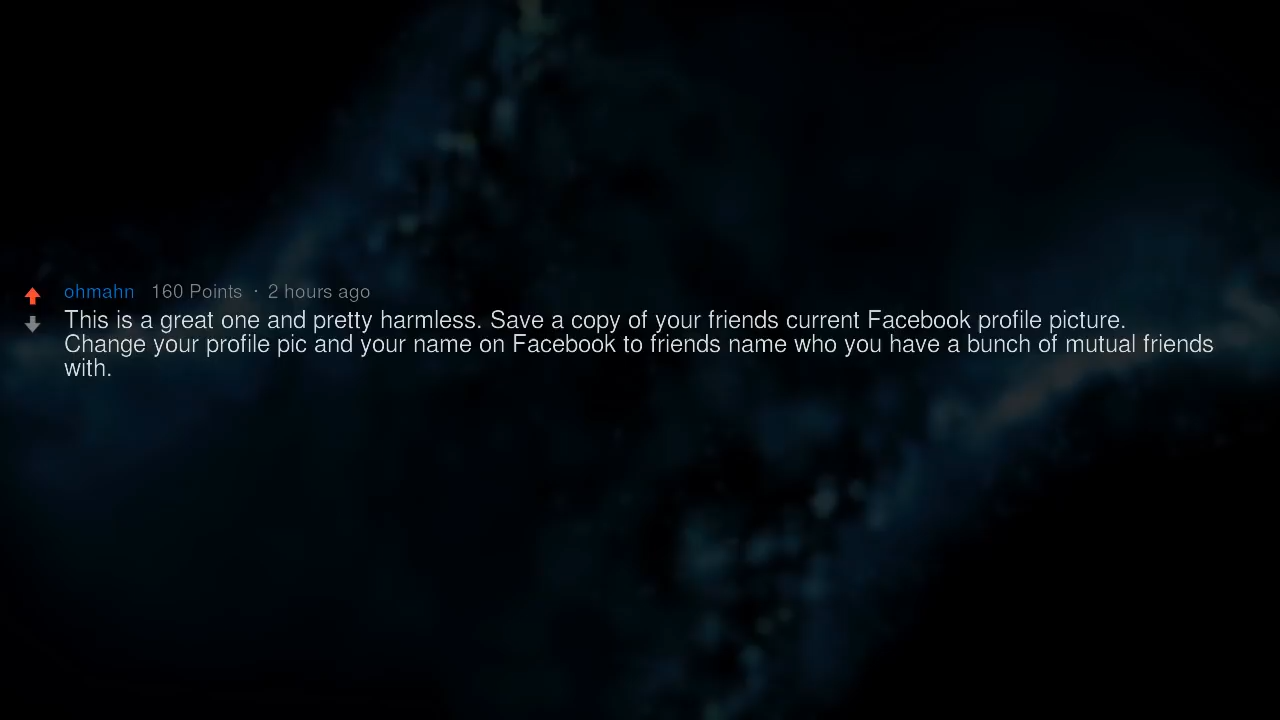 ohmahn 160 Points · 2 hours ago
This is a great one and pretty harmless. Save a copy of your friends current Facebook profile picture.
Change your profile pic and your name on Facebook to friends name who you have a bunch of mutual friends
with.